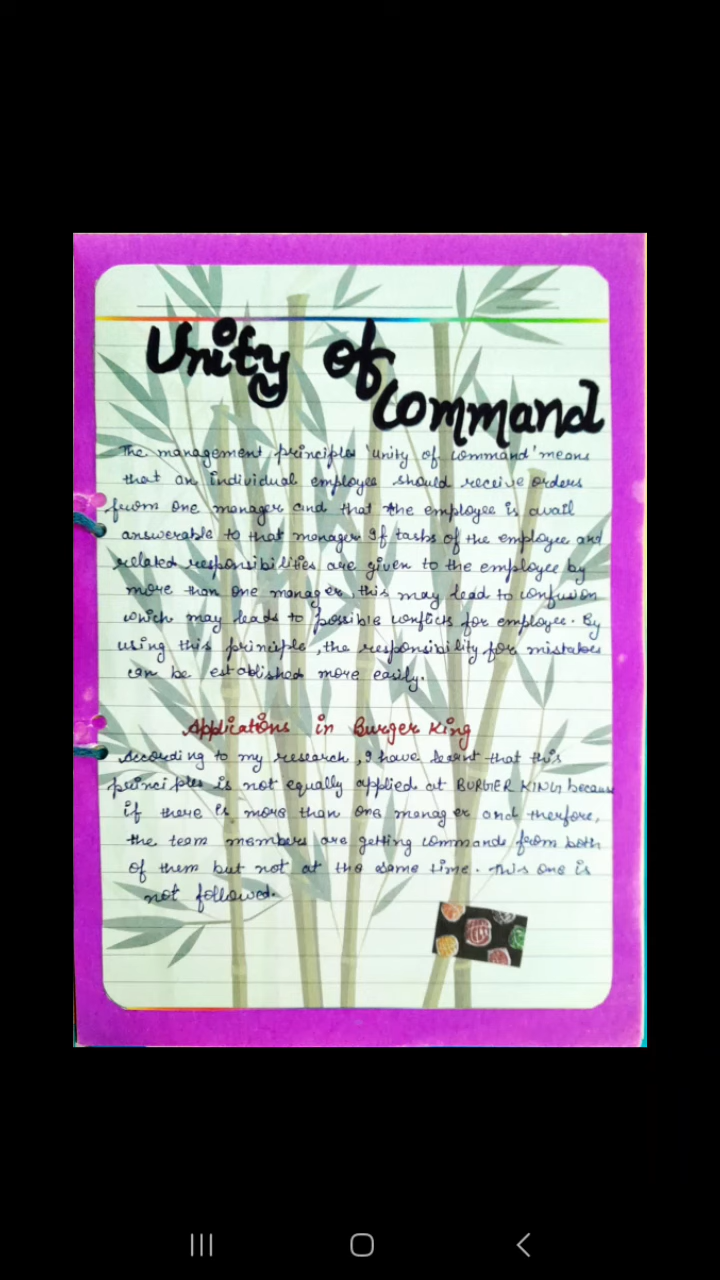 Unity of
Command
The management principles 'unity of command' means
that an individual employee should receive orders
from one manager and that the employee is avail
answerable to that manager If tasks of the employee and
related responsibilities are given to the employee by
more than one manager, this may lead to confusion
which may leads to possible conflicts for employee. By
using this principle, the responsibility for mistakes
can be established more easily.
Applications in Burger King
According to my research, I have learnt that this
principles is not equally applied at BURGER KING because
if there is more than one manager and therfore,
the team members are getting commands from both
of them but not at the same time. This one is
not followed.